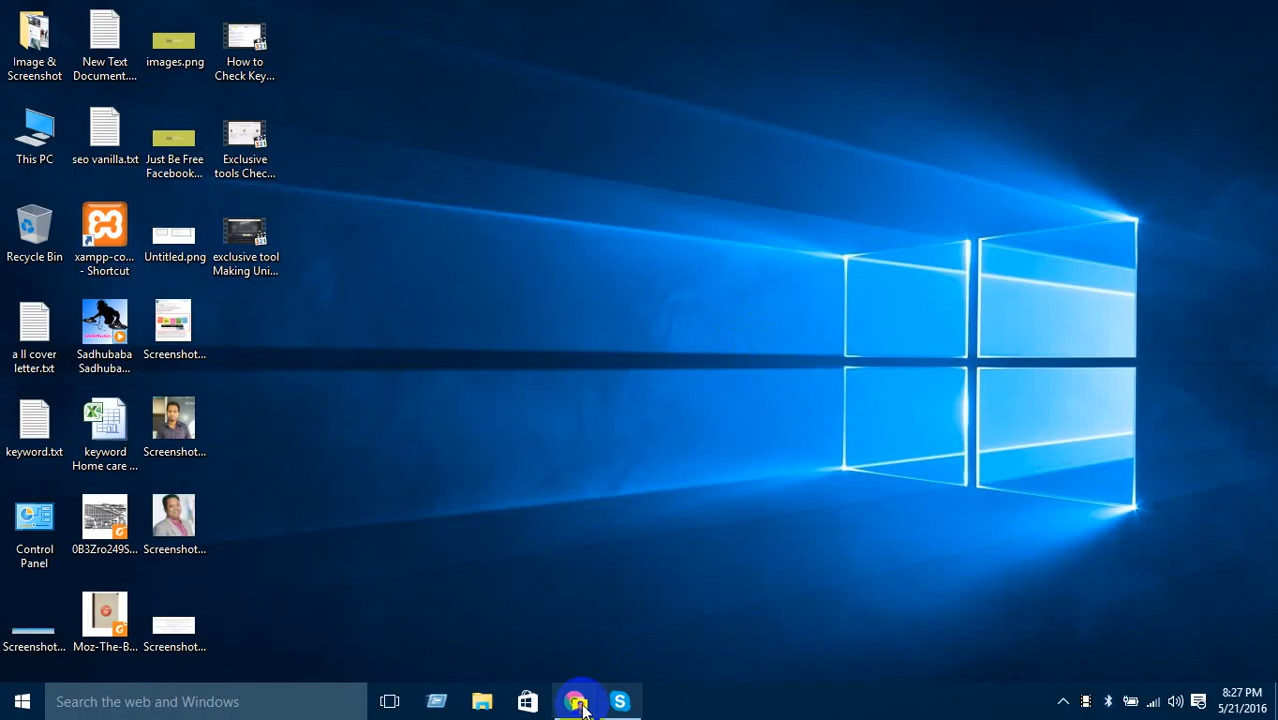 Image &
Screenshot
New Text
Document....
images.png
How to
Check Key...
This PC
seo vanilla.txt
Just Be Free
Facebook...
Exclusive
tools Chec...
Recycle Bin
xampp-co...
- Shortcut
Untitled.png
exclusive tool
Making Uni...
a ll cover
letter.txt
Sadhubaba
Sadhuba...
Screenshot...
keyword.txt
keyword
Home care ...
Screenshot...
Control
Panel
0B3Zro249S...
Screenshot...
Screenshot...
Moz-The-B...
Screenshot...
Search the web and Windows
8:27 PM
5/21/2016